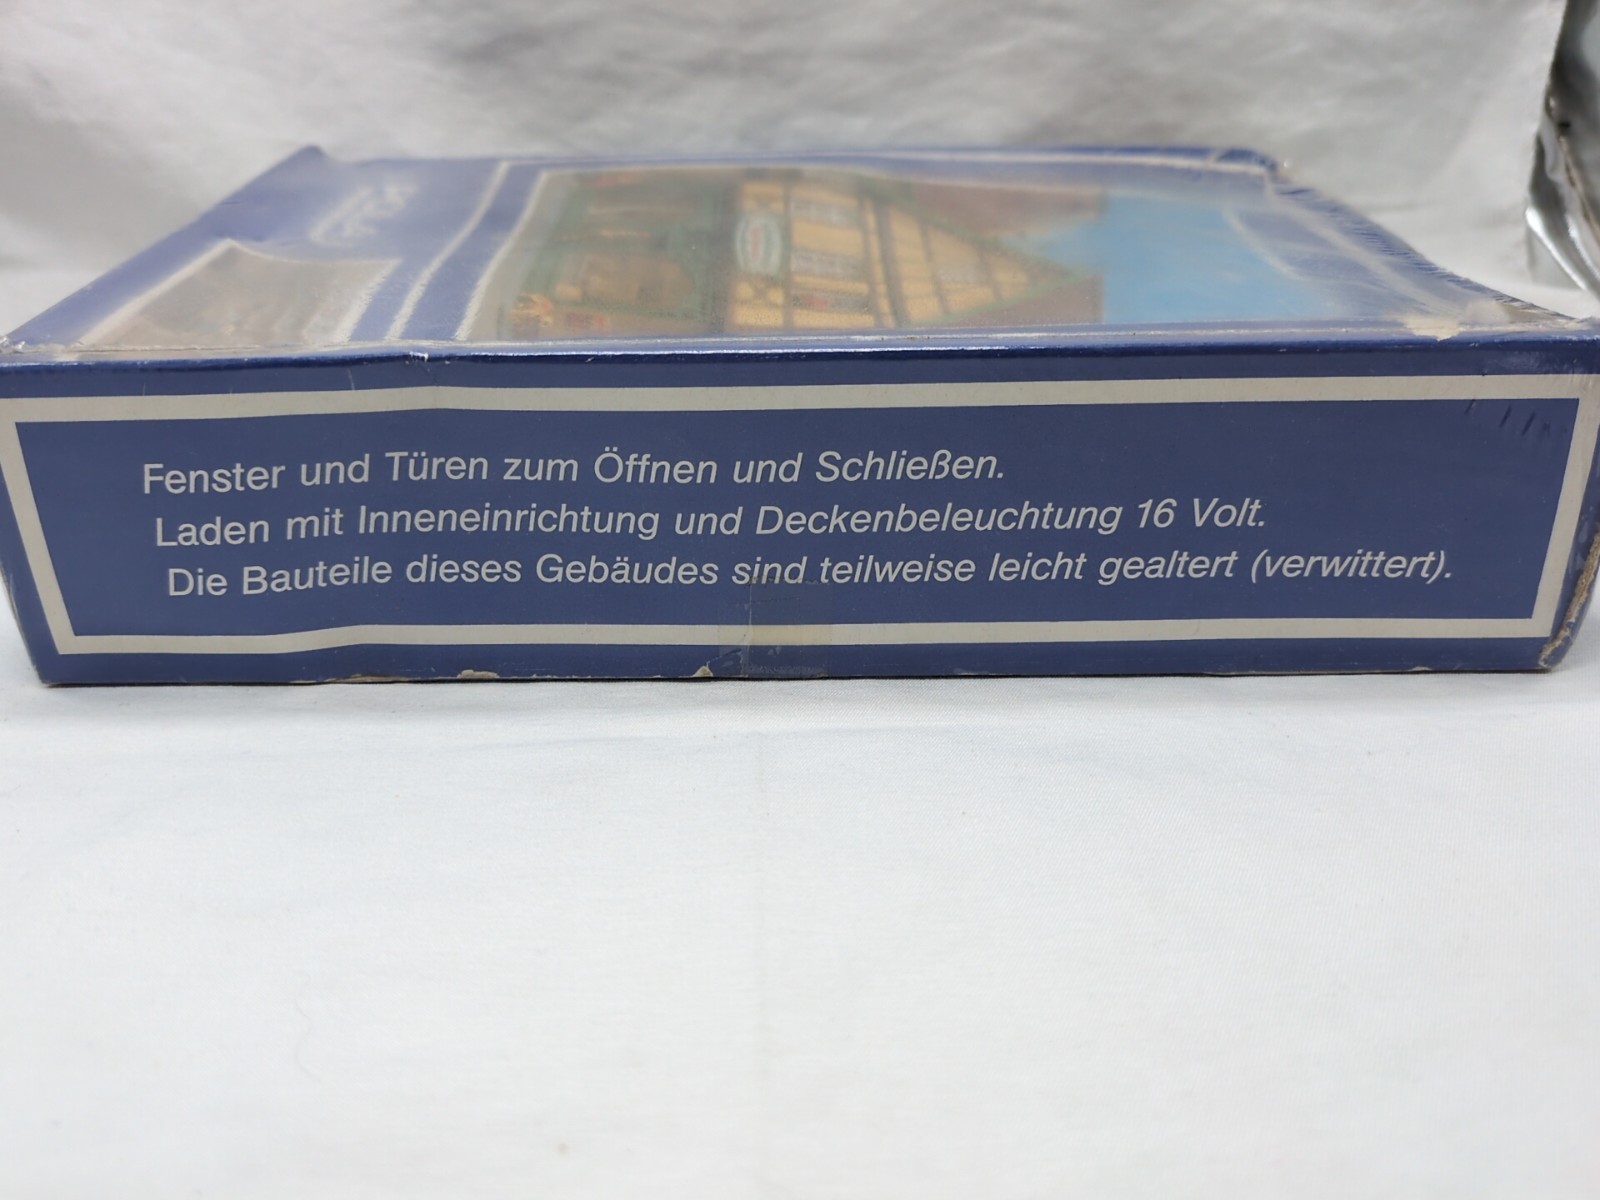 Fenster und Türen zum Öffnen und Schließen.
Laden mit Inneneinrichtung und Deckenbeleuchtung 16 Volt.
Die Bauteile dieses Gebäudes sind teilweise leicht gealtert (verwittert).